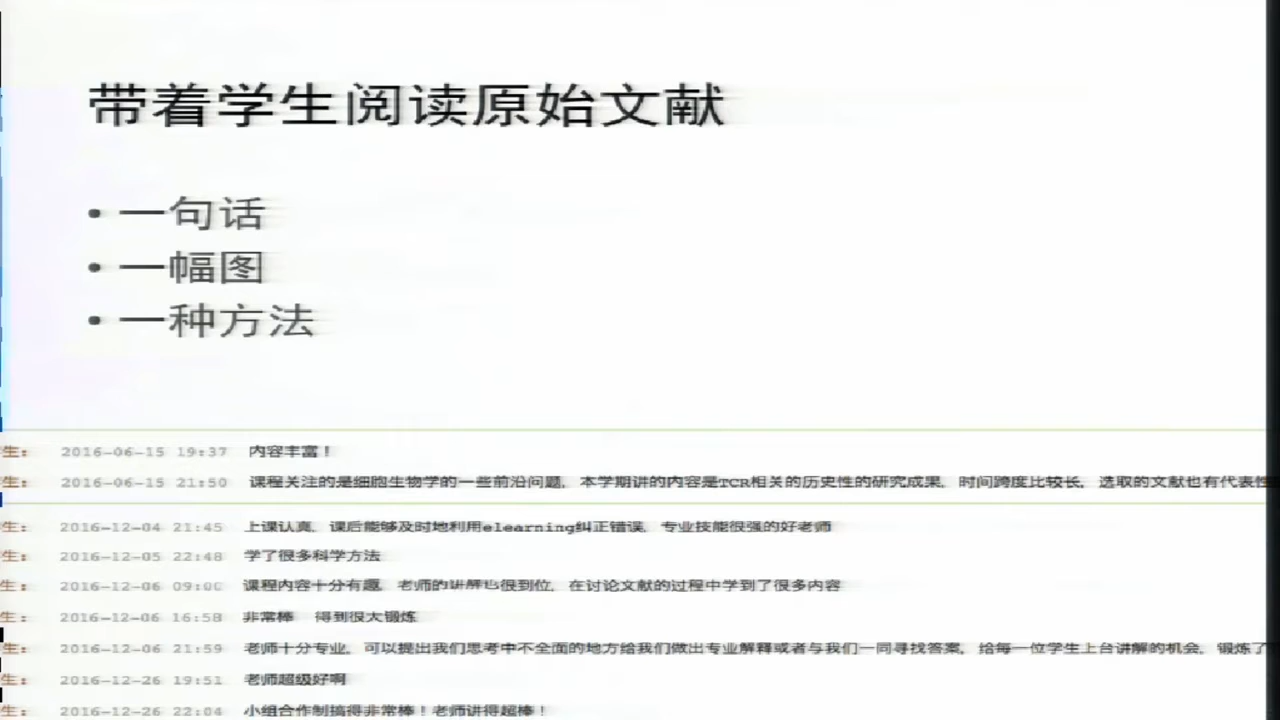 带着学生阅读原始文献
• 一句话
• 一幅图
• 一种方法
生： 2016-06-15 19:37 内容丰富！
生： 2016-06-15 21:50 课程关注的是细胞生物学的一些前沿问题，本学期讲的内容是TCR相关的历史性的研究成果，时间跨度比较长，选取的文献也有代表性
生： 2016-12-04 21:45 上课认真，课后能够及时地利用elearning纠正错误，专业技能很强的好老师
生： 2016-12-05 22:48 学了很多科学方法
生： 2016-12-06 09:00 课程内容十分有趣，老师的讲解也很到位，在讨论文献的过程中学到了很多内容
生： 2016-12-06 16:58 非常棒 得到很大锻炼
生： 2016-12-06 21:59 老师十分专业，可以提出我们思考中不全面的地方给我们做出专业解释或者与我们一同寻找答案，给每一位学生上台讲解的机会，锻炼了
生： 2016-12-26 19:51 老师超级好啊
生： 2016-12-26 22:04 小组合作制搞得非常棒！老师讲得超棒！